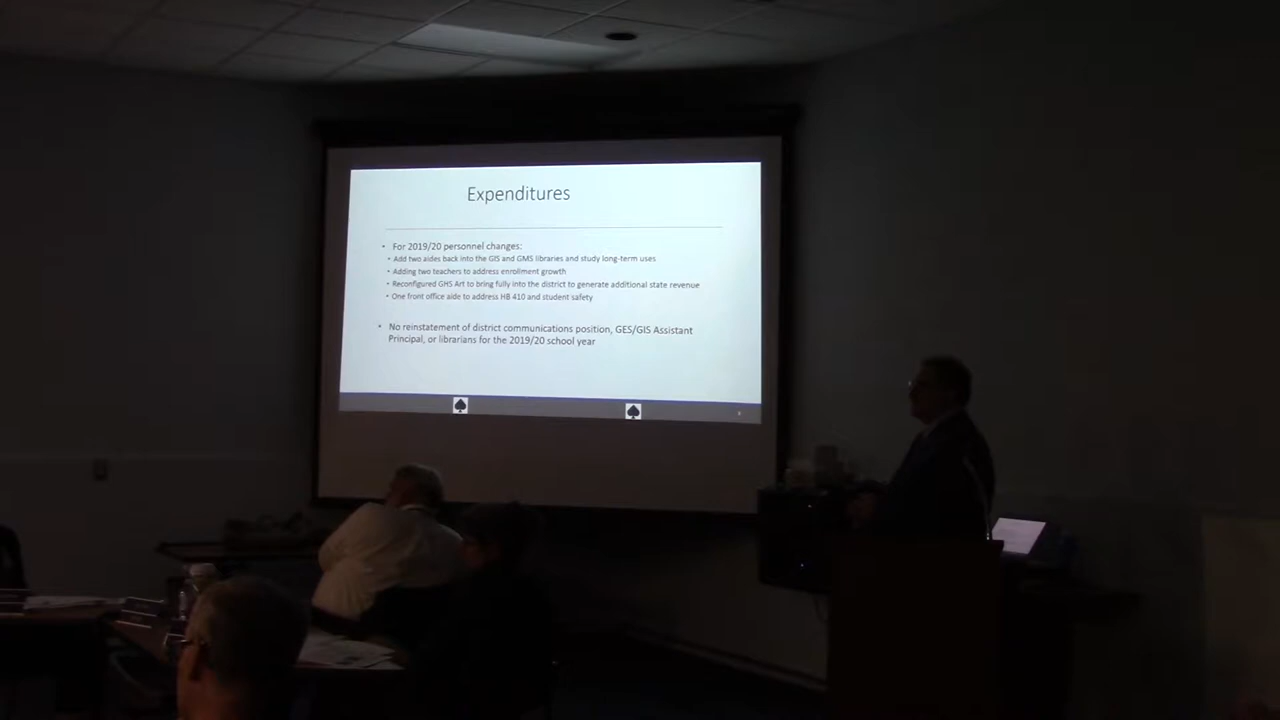 Expenditures
• For 2019/20 personnel changes:
• Add two aides back into the GIS and GMS libraries and study long-term uses
• Adding two teachers to address enrollment growth
• Reconfigured GHS Art to bring fully into the district to generate additional state revenue
• One front office aide to address HB 410 and student safety
• No reinstatement of district communications position, GES/GIS Assistant
Principal, or librarians for the 2019/20 school year